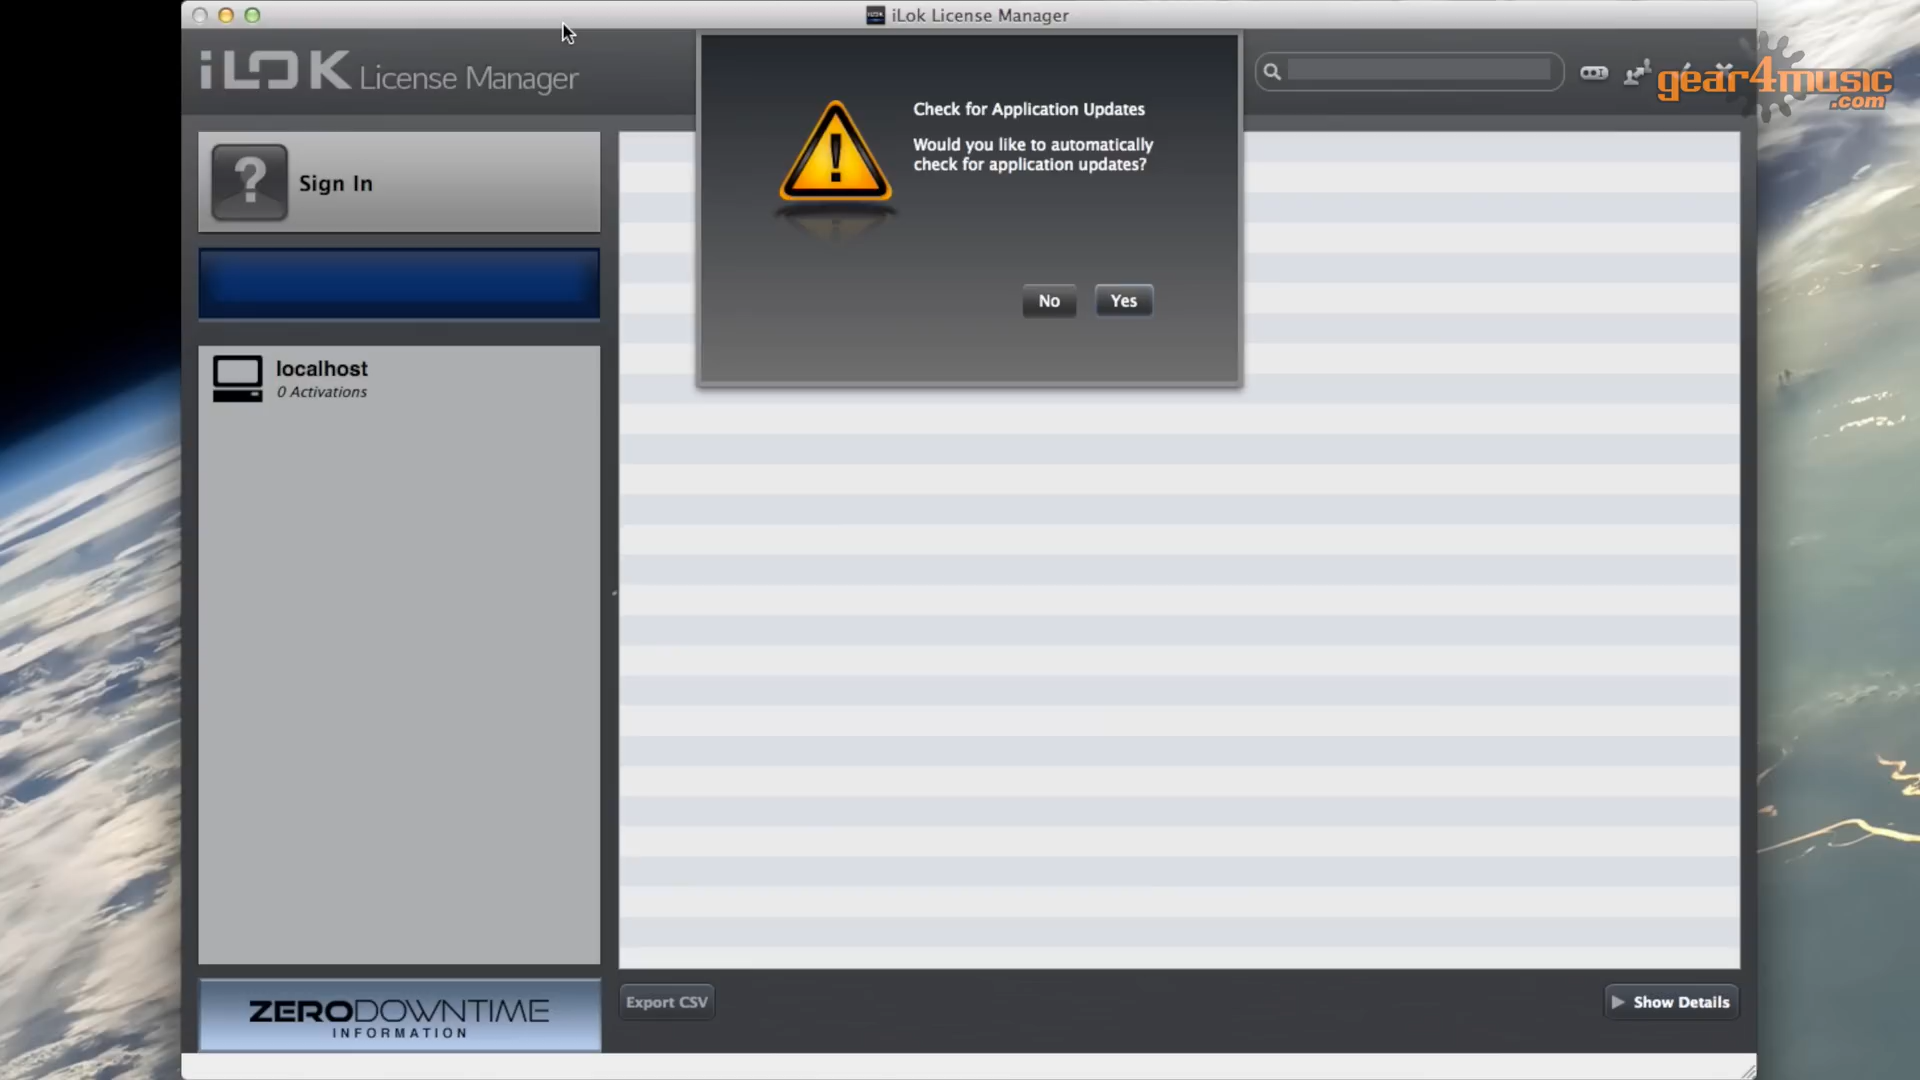 iLok License Manager
iLOK License Manager
gear4music
.com
Check for Application Updates
Would you like to automatically
check for application updates?
No
Yes
Sign In
localhost
0 Activations
ZERODOWNTIME
INFORMATION
Export CSV
Show Details